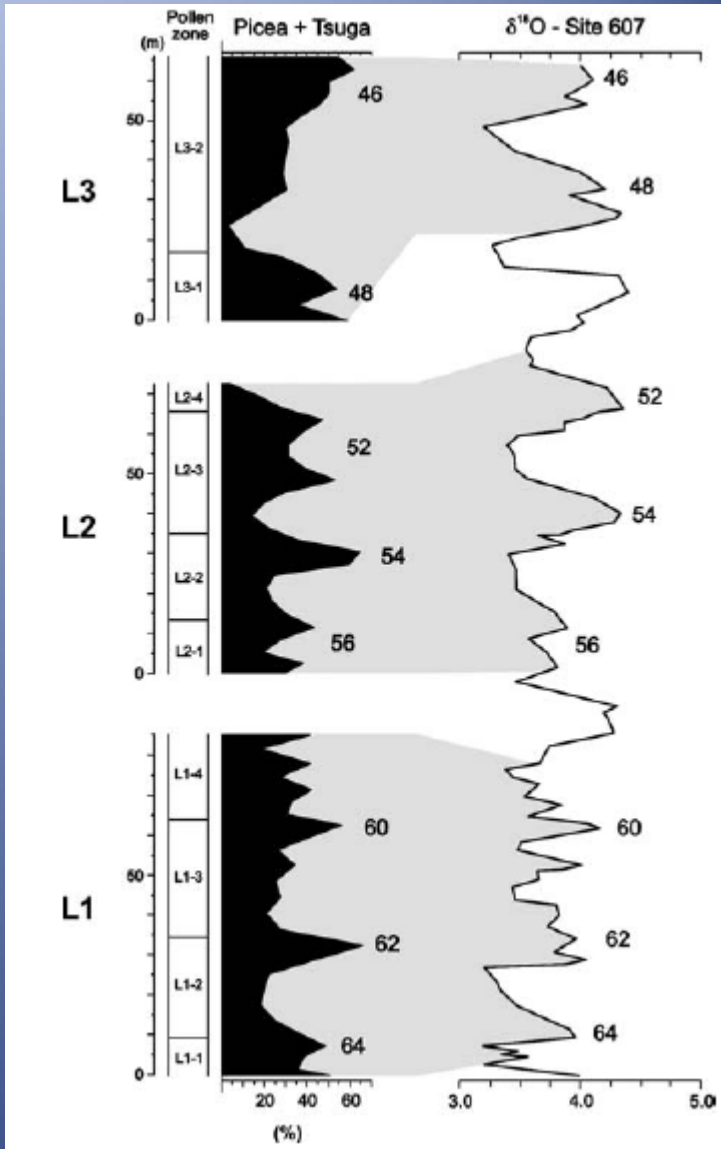 Pollen zone
(m)
Picea + Tsuga
δ¹⁸O - Site 607
46
50
L3-2
L3
48
L3-1
48
0
L2-4
52
52
L2-3
50
54
L2
54
L2-2
56
56
L2-1
0
L1-4
60
60
L1-3
50
L1
62
62
L1-2
64
64
L1-1
0
20 40 60
3.0 4.0 5.0
(%)